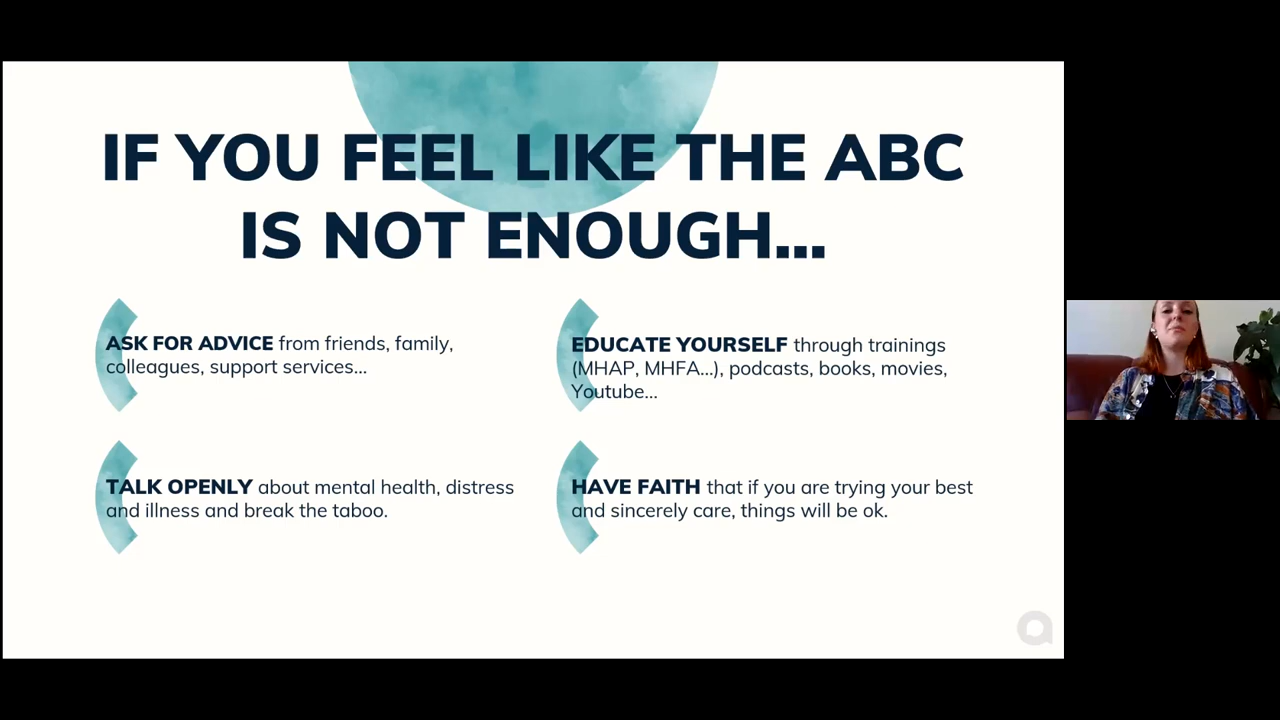 IF YOU FEEL LIKE THE ABC
IS NOT ENOUGH...
ASK FOR ADVICE from friends, family,
colleagues, support services...
EDUCATE YOURSELF through trainings
(MHAP, MHFA...), podcasts, books, movies,
Youtube...
TALK OPENLY about mental health, distress
and illness and break the taboo.
HAVE FAITH that if you are trying your best
and sincerely care, things will be ok.